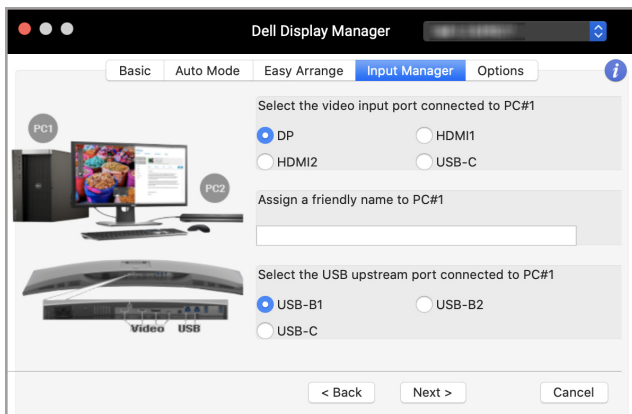 Dell Display Manager
Basic Auto Mode Easy Arrange Input Manager Options i
Select the video input port connected to PC#1
DP HDMI1
HDMI2 USB-C
PC1
PC2
Assign a friendly name to PC#1
Select the USB upstream port connected to PC#1
USB-B1 USB-B2
USB-C
Video USB
< Back Next > Cancel